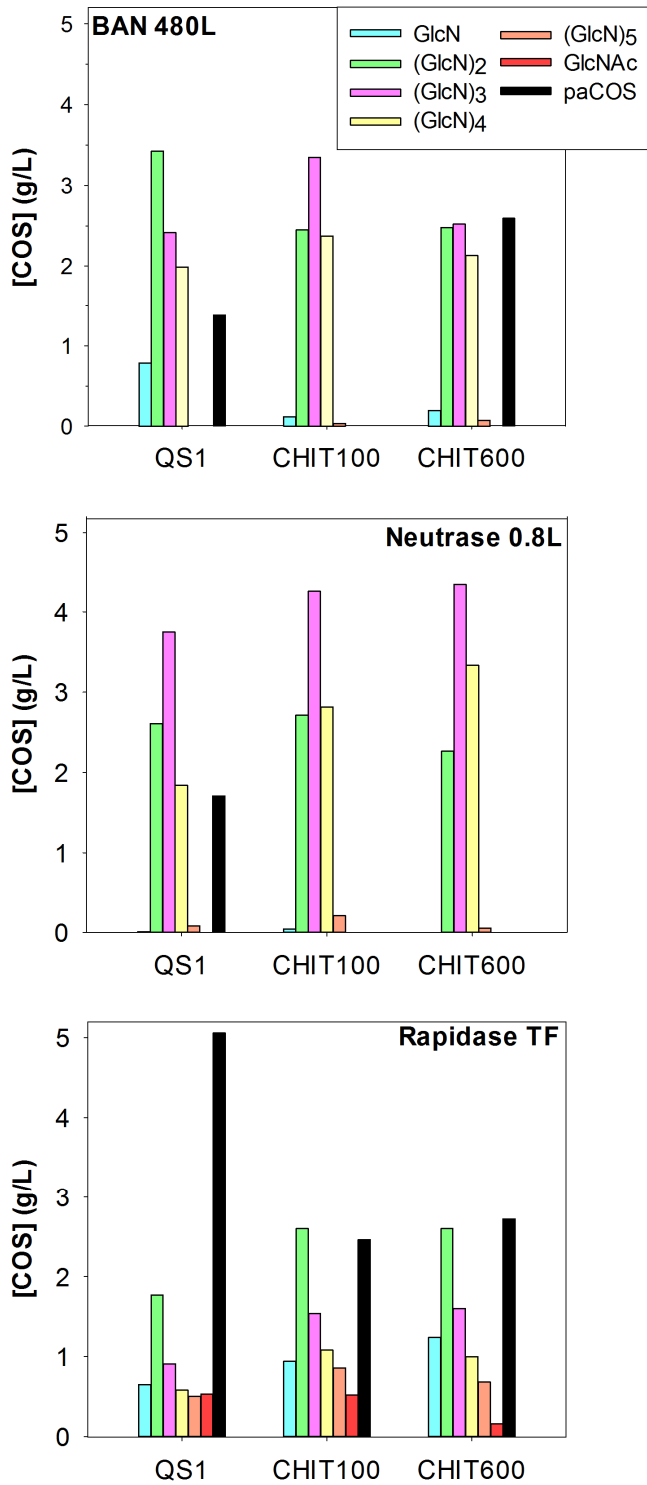 BAN 480L
GlcN
(GlcN)2
(GlcN)3
(GlcN)4
(GlcN)5
GlcNAc
paCOS
[COS] (g/L)
5
4
3
2
1
0
QS1 CHIT100 CHIT600
Neutrase 0.8L
[COS] (g/L)
5
4
3
2
1
0
QS1 CHIT100 CHIT600
Rapidase TF
[COS] (g/L)
5
4
3
2
1
0
QS1 CHIT100 CHIT600